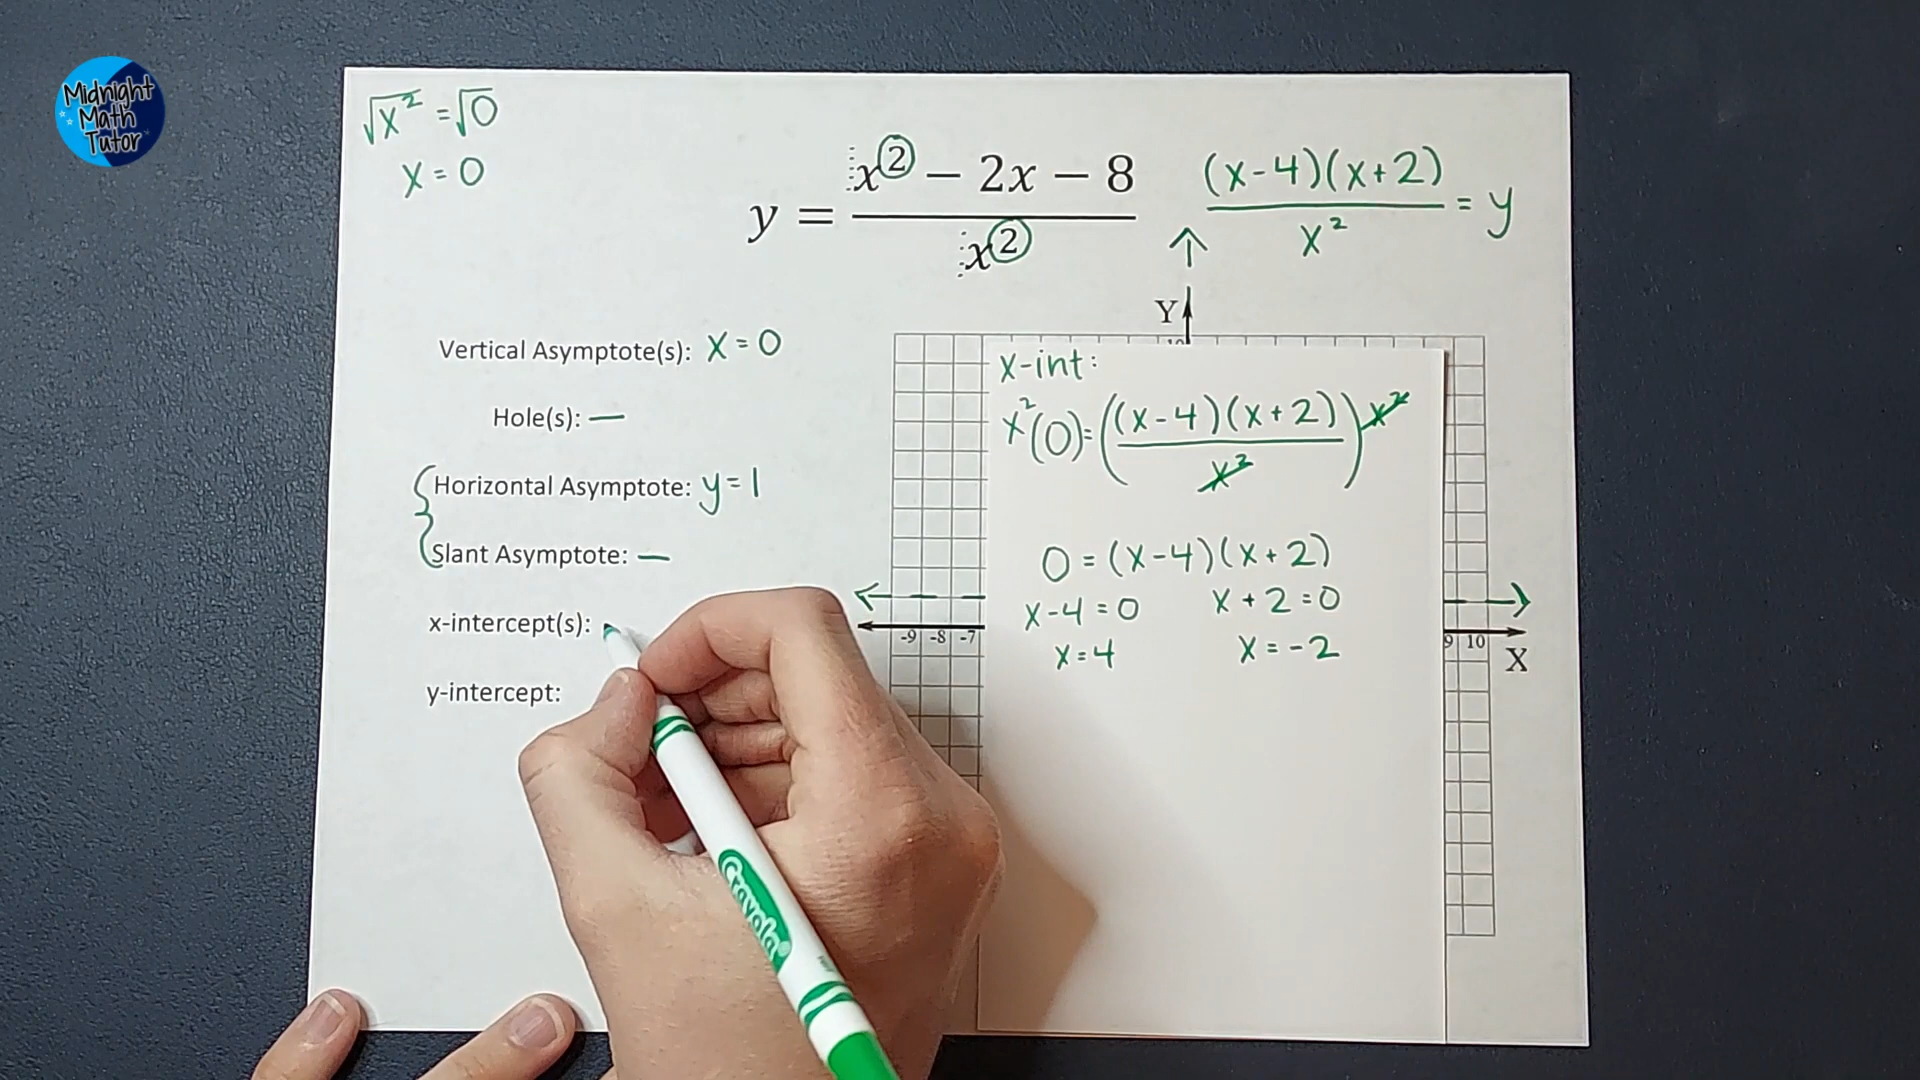 Midnight
Math
Tutor
√x² = √0
x = 0
y = (x² − 2x − 8)/x²
(x-4)(x+2)/x² = y
Vertical Asymptote(s): x = 0
Hole(s): —
Horizontal Asymptote: y = 1
Slant Asymptote: —
x-intercept(s):
y-intercept:
Y
x-int:
x²(0) = ((x-4)(x+2)/x²)x²
0 = (x-4)(x+2)
x-4 = 0 x+2 = 0
x = 4 x = -2
-9 -8 -7 9 10
X
Crayola